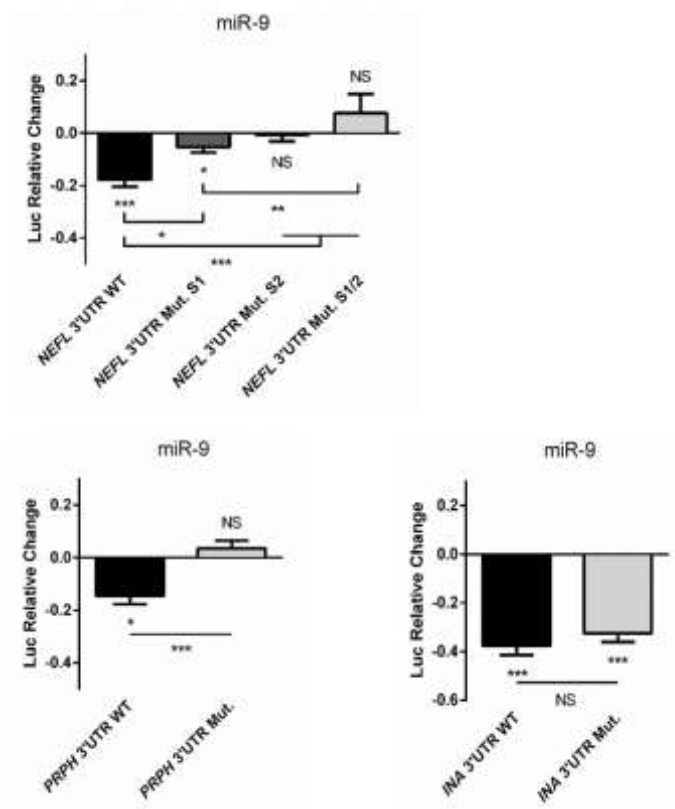 miR-9
Luc Relative Change
0.2
0.0
-0.2
-0.4
NS
NS
***
*
*
**
***
NEFL 3'UTR WT
NEFL 3'UTR Mut. S1
NEFL 3'UTR Mut. S2
NEFL 3'UTR Mut. S1/2
miR-9
Luc Relative Change
0.2
0.0
-0.2
-0.4
NS
*
***
PRPH 3'UTR WT
PRPH 3'UTR Mut.
miR-9
Luc Relative Change
0.2
0.0
-0.2
-0.4
-0.6
***
***
NS
INA 3'UTR WT
INA 3'UTR Mut.